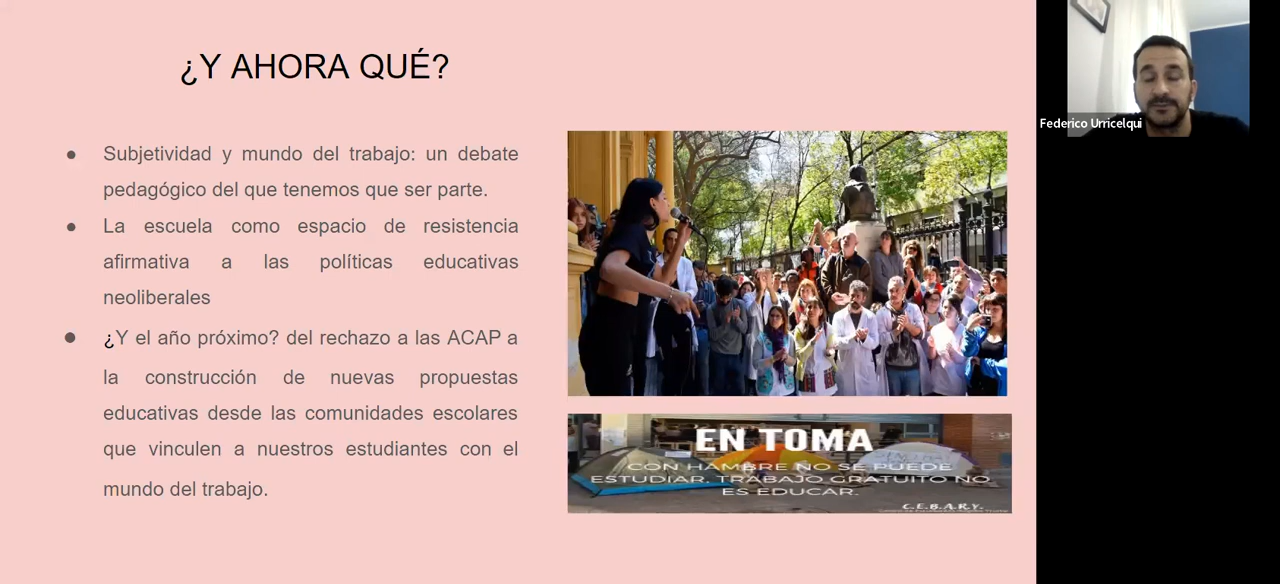 ¿Y AHORA QUÉ?
● Subjetividad y mundo del trabajo: un debate
pedagógico del que tenemos que ser parte.
● La escuela como espacio de resistencia
afirmativa a las políticas educativas
neoliberales
● ¿Y el año próximo? del rechazo a las ACAP a
la construcción de nuevas propuestas
educativas desde las comunidades escolares
que vinculen a nuestros estudiantes con el
mundo del trabajo.
EN TOMA
CON HAMBRE NO SE PUEDE
ESTUDIAR. TRABAJO GRATUITO NO
ES EDUCAR.
C.E.B.A.R.Y.
Federico Urricelqui